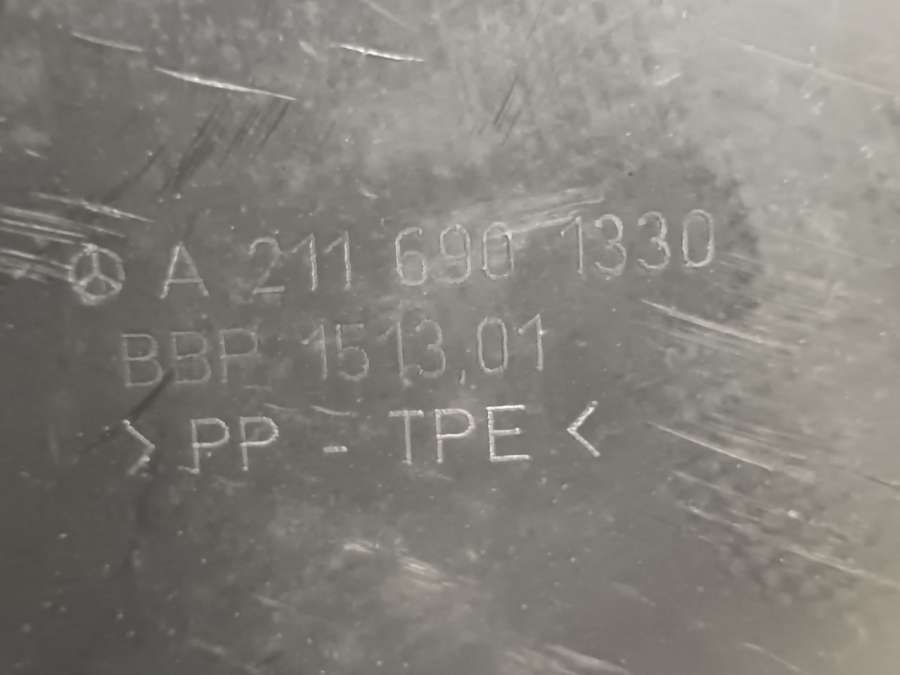 A 211 690 1330
BBP 1513,01
>PP - TPE<